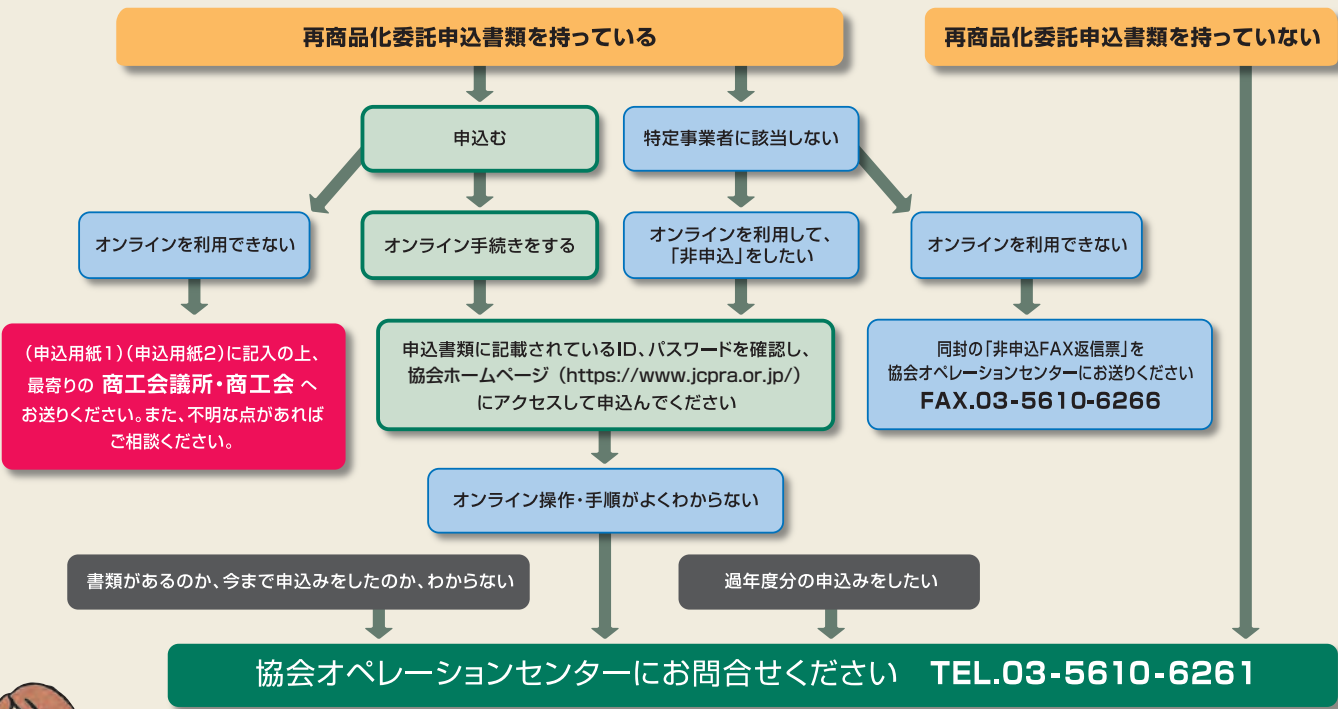 再商品化委託申込書類を持っている
再商品化委託申込書類を持っていない
申込む
特定事業者に該当しない
オンラインを利用できない
オンライン手続きをする
オンラインを利用して、
「非申込」をしたい
オンラインを利用できない
（申込用紙1）（申込用紙2）に記入の上、
最寄りの 商工会議所・商工会 へ
お送りください。また、不明な点があれば
ご相談ください。
申込書類に記載されているID、パスワードを確認し、
協会ホームページ（https://www.jcpra.or.jp/）
にアクセスして申込んでください
同封の「非申込FAX返信票」を
協会オペレーションセンターにお送りください
FAX.03-5610-6266
オンライン操作・手順がよくわからない
書類があるのか、今まで申込みをしたのか、わからない
過年度分の申込みをしたい
協会オペレーションセンターにお問合せください TEL.03-5610-6261